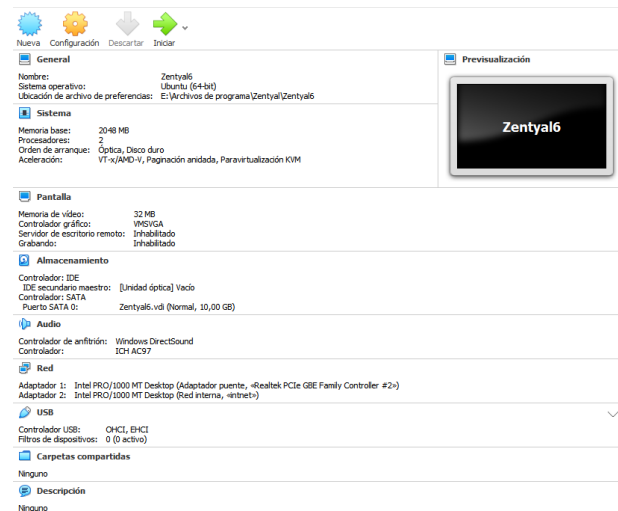 Nueva Configuración Descartar Iniciar
General
Nombre: Zentyal6
Sistema operativo: Ubuntu (64-bit)
Ubicación de archivo de preferencias: E:\Archivos de programa\Zentyal\Zentyal6
Previsualización
Zentyal6
Sistema
Memoria base: 2048 MB
Procesadores: 2
Orden de arranque: Óptica, Disco duro
Aceleración: VT-x/AMD-V, Paginación anidada, Paravirtualización KVM
Pantalla
Memoria de vídeo: 32 MB
Controlador gráfico: VMSVGA
Servidor de escritorio remoto: Inhabilitado
Grabando: Inhabilitado
Almacenamiento
Controlador: IDE
IDE secundario maestro: [Unidad óptica] Vacío
Controlador: SATA
Puerto SATA 0: Zentyal6.vdi (Normal, 10,00 GB)
Audio
Controlador de anfitrión: Windows DirectSound
Controlador: ICH AC97
Red
Adaptador 1: Intel PRO/1000 MT Desktop (Adaptador puente, «Realtek PCIe GBE Family Controller #2»)
Adaptador 2: Intel PRO/1000 MT Desktop (Red interna, «intnet»)
USB
Controlador USB: OHCI, EHCI
Filtros de dispositivos: 0 (0 activo)
Carpetas compartidas
Ninguno
Descripción
Ninguno